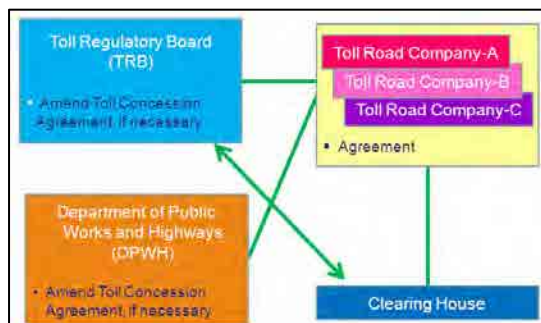 Toll Regulatory Board
(TRB)
• Amend Toll Concession
Agreement, if necessary
Toll Road Company-A
Toll Road Company-B
Toll Road Company-C
• Agreement
Department of Public
Works and Highways
(DPWH)
• Amend Toll Concession
Agreement, if necessary
Clearing House